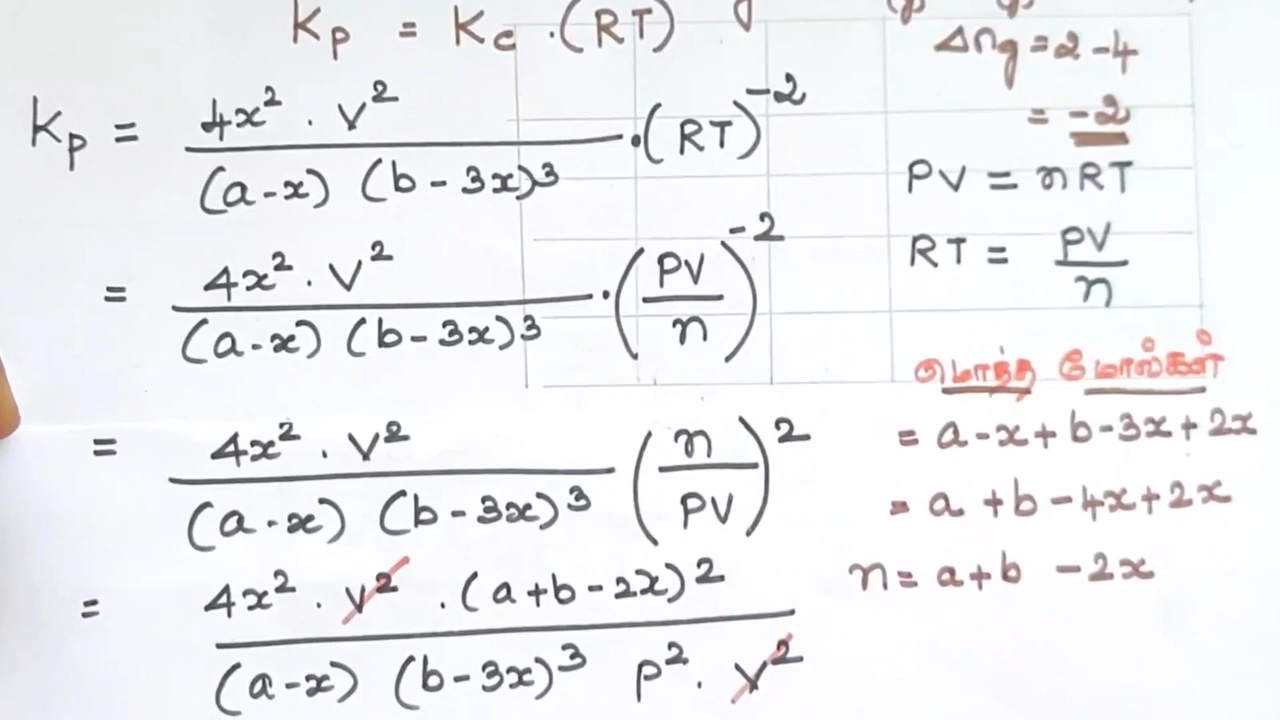 Kp = Kc .(RT)
Δng = 2 - 4
= -2
Kp = 4x² . V² / (a-x) (b-3x)³ .(RT)⁻²
PV = nRT
RT = PV / n
= 4x² . V² / (a-x) (b-3x)³ . (PV / n)⁻²
மொத்த மோல்கள்
= a-x+b-3x+2x
= 4x² . V² / (a-x) (b-3x)³ (n / PV)²
= a + b - 4x + 2x
n = a+b - 2x
= 4x² . V² . (a+b-2x)² / (a-x) (b-3x)³ P² . V²